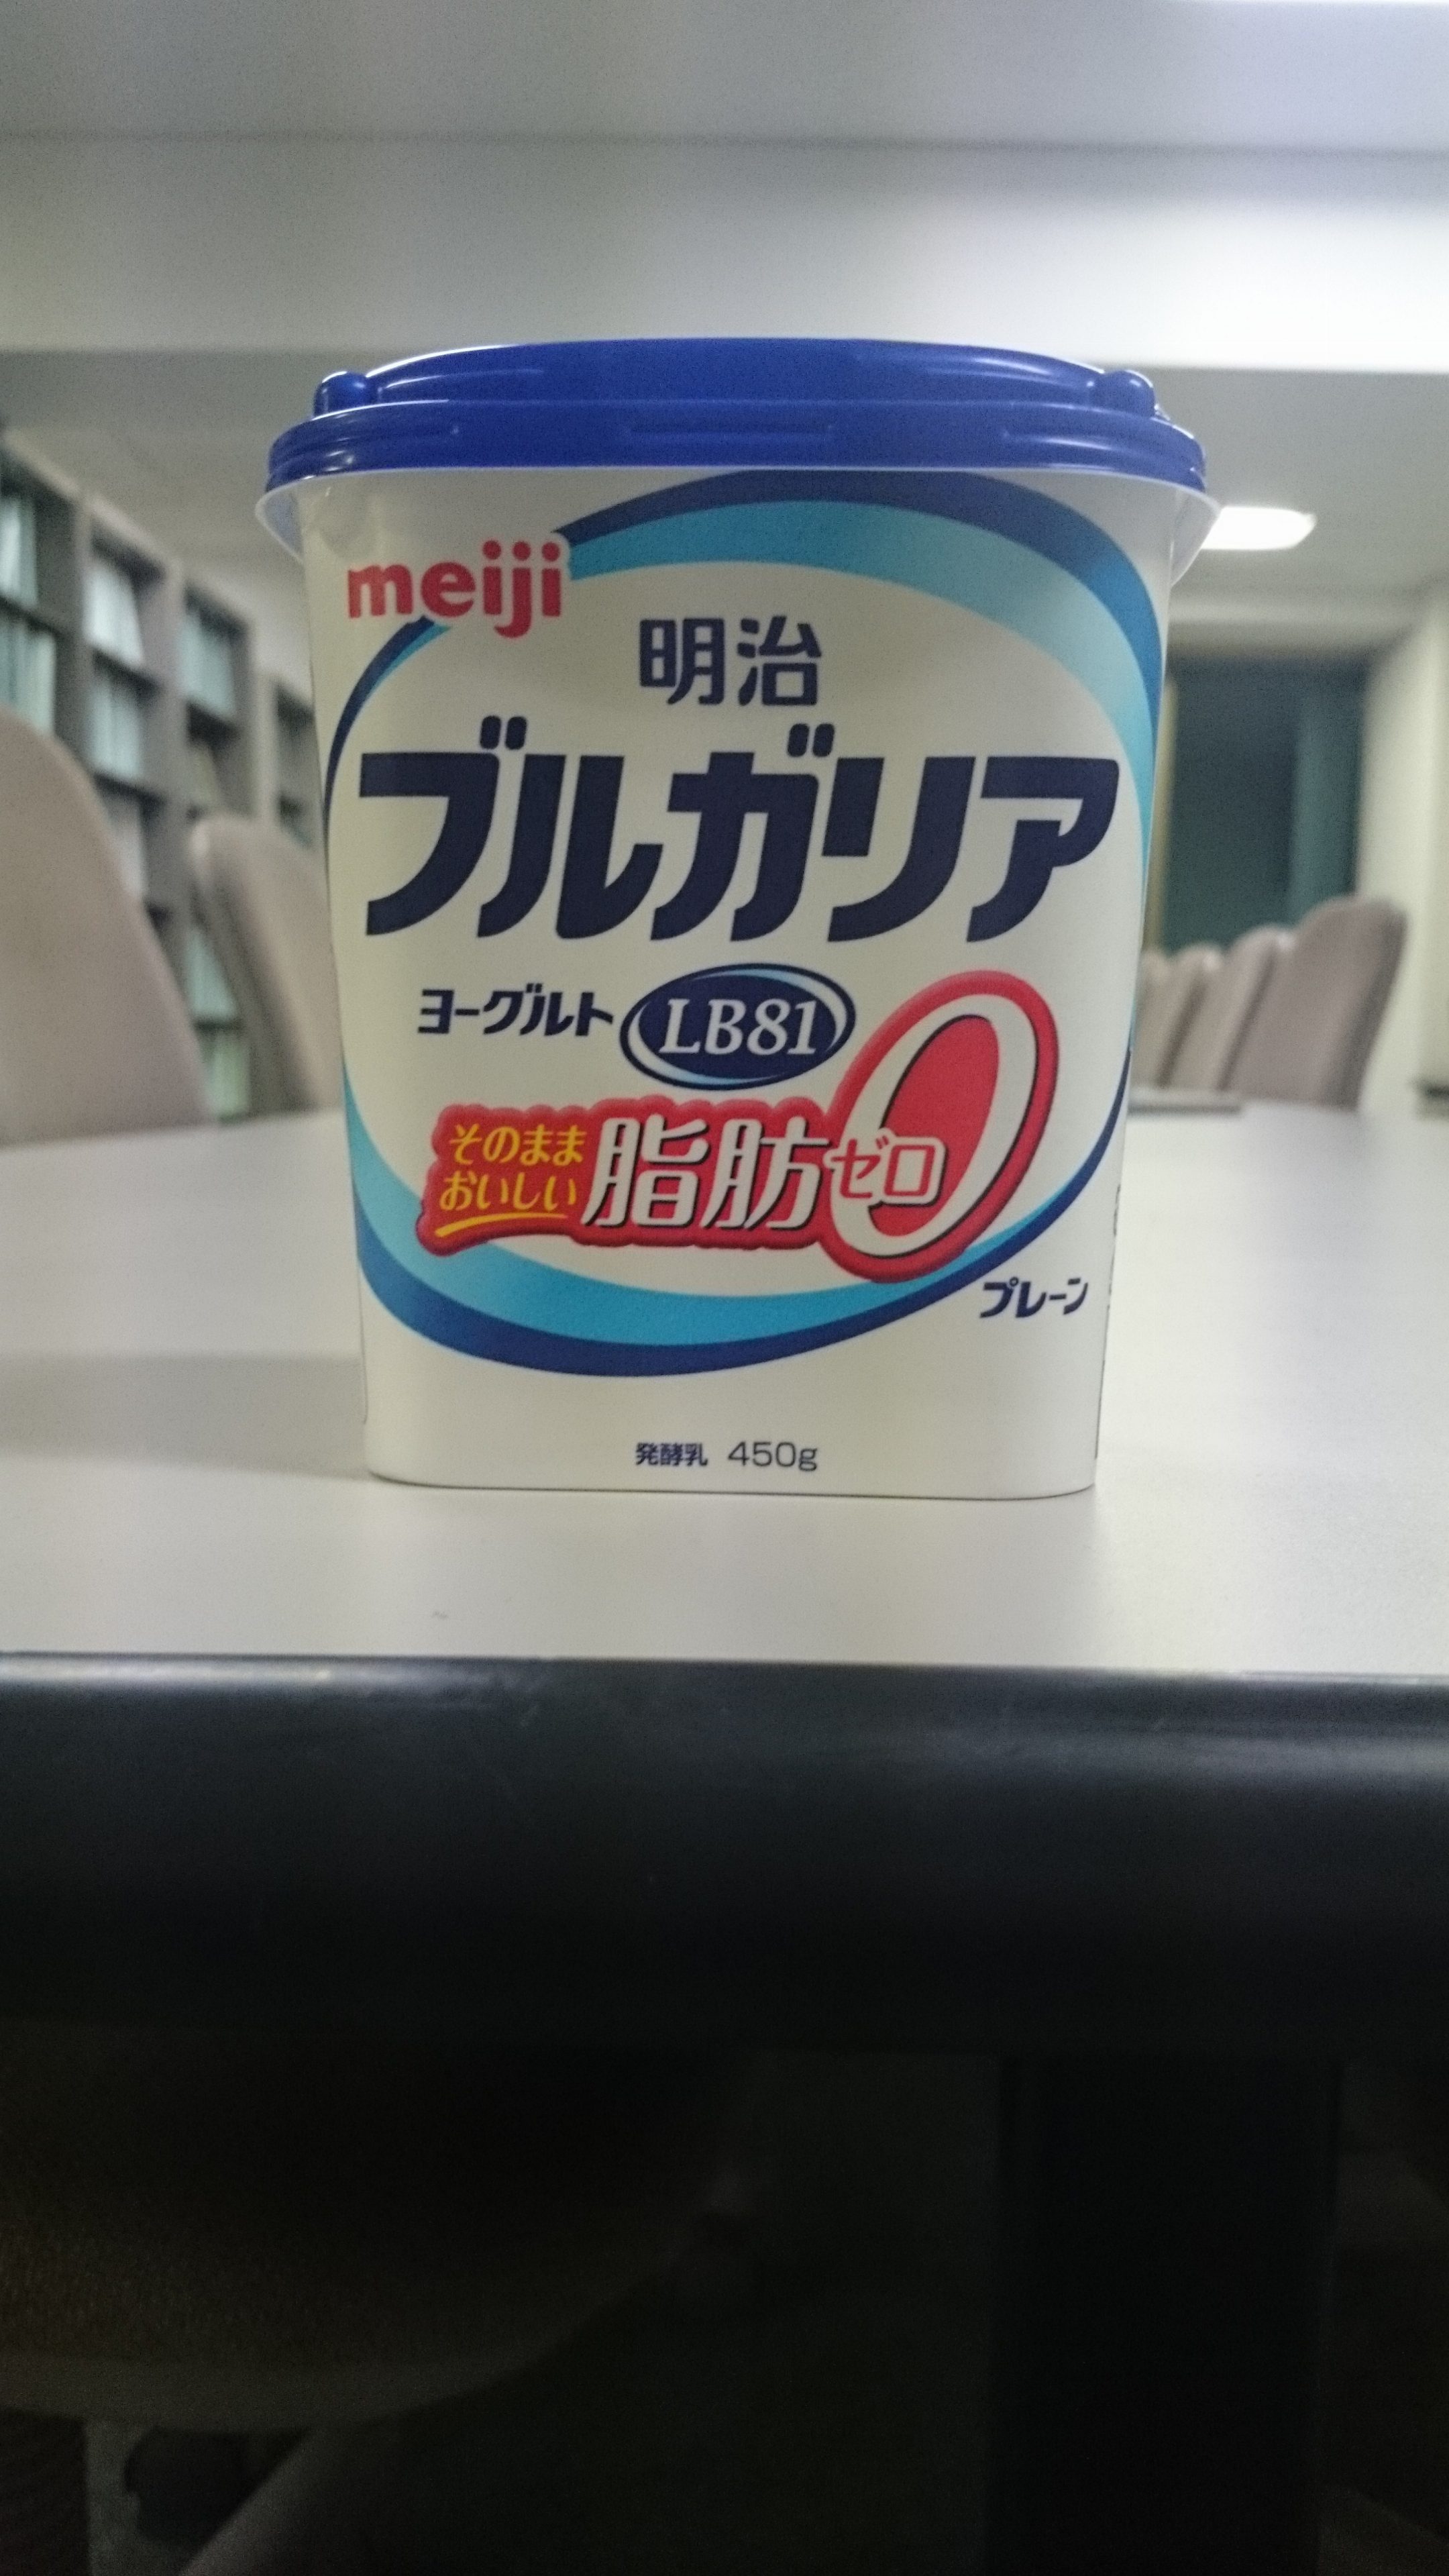 meiji
明治
ブルガリア
ヨーグルト LB81
そのまま
おいしい
脂肪ゼロ0
プレーン
発酵乳 450g